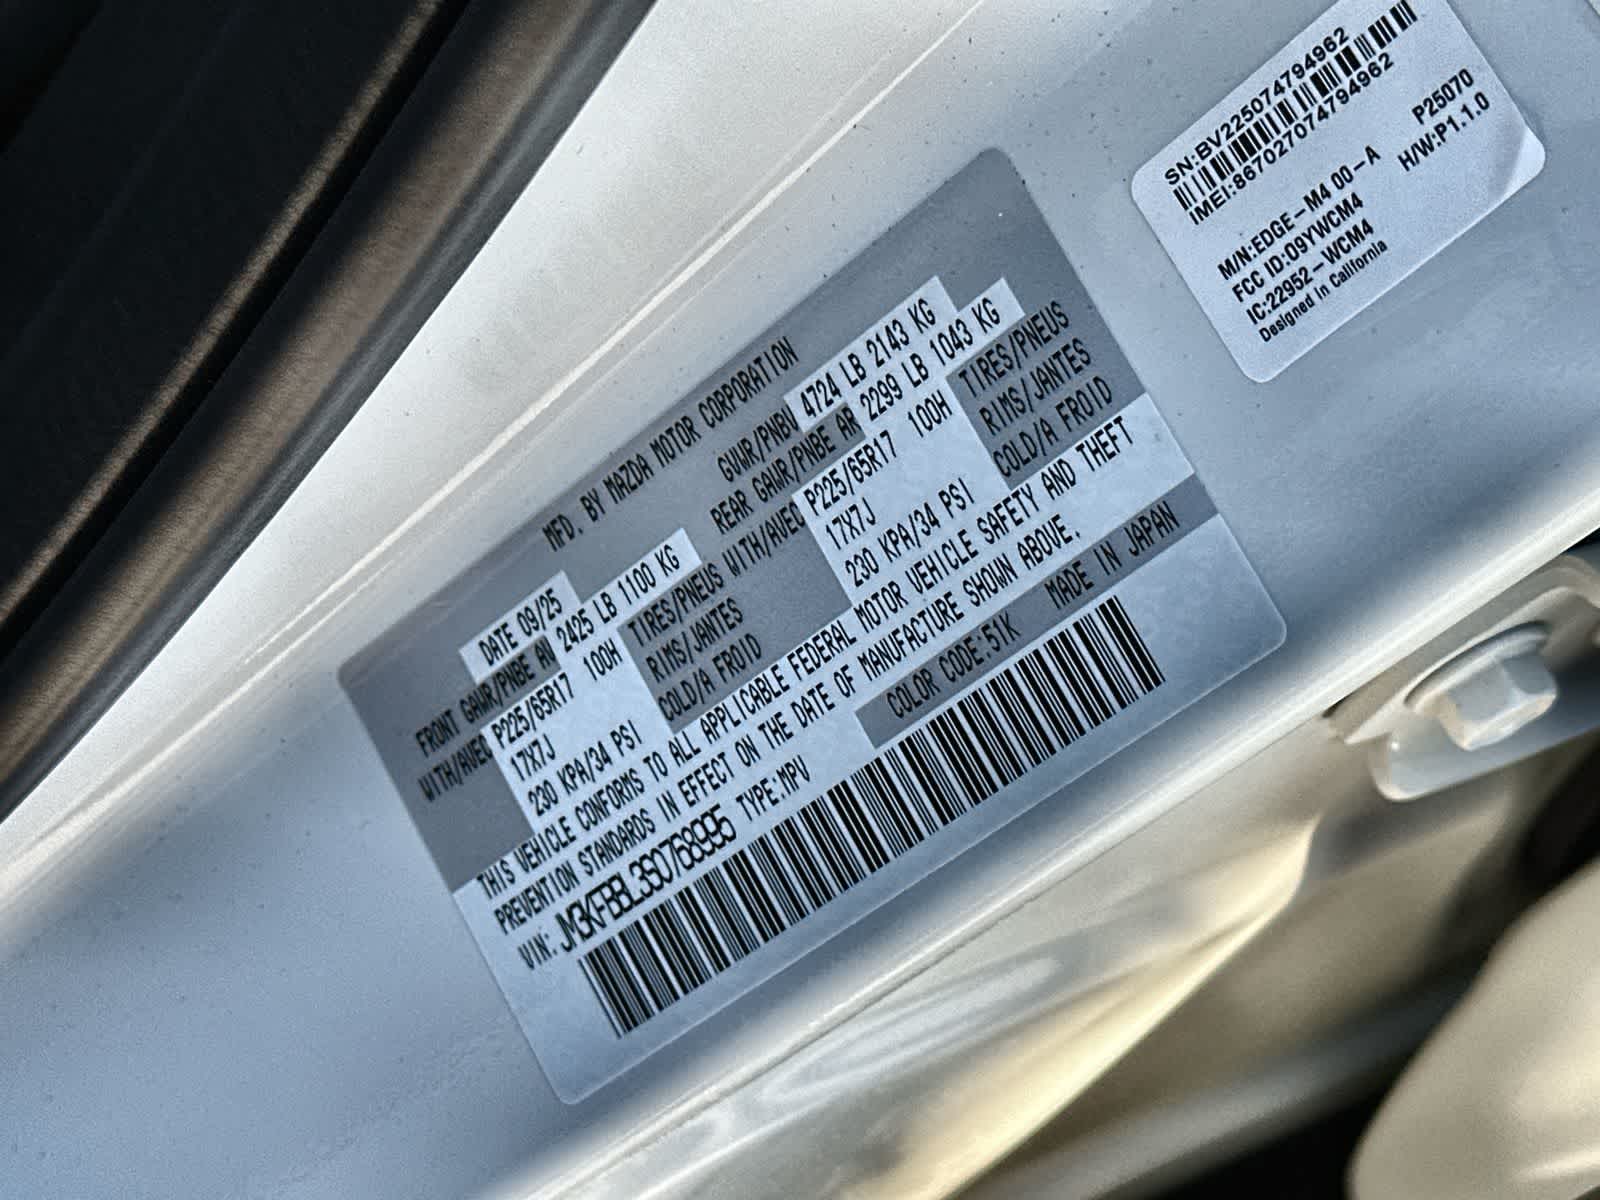 SN:BV225074794962
IMEI:867027074794962
M/N:EDGE-M4 00-A P25070
FCC ID:09YWCM4 H/W:P1.1.0
IC:22952-WCM4
Designed in California
MFD. BY MAZDA MOTOR CORPORATION
DATE 09/25 GVWR/PNBV 4724 LB 2143 KG
FRONT GAWR/PNBE AV 2425 LB 1100 KG REAR GAWR/PNBE AR 2299 LB 1043 KG
WITH/AVEC P225/65R17 100H TIRES/PNEUS WITH/AVEC P225/65R17 100H TIRES/PNEUS
17X7J RIMS/JANTES 17X7J RIMS/JANTES
230 KPA/34 PSI COLD/A FROID 230 KPA/34 PSI COLD/A FROID
THIS VEHICLE CONFORMS TO ALL APPLICABLE FEDERAL MOTOR VEHICLE SAFETY AND THEFT
PREVENTION STANDARDS IN EFFECT ON THE DATE OF MANUFACTURE SHOWN ABOVE.
VIN: JM3KFBBL3S0768995 TYPE:MPV COLOR CODE:51K MADE IN JAPAN